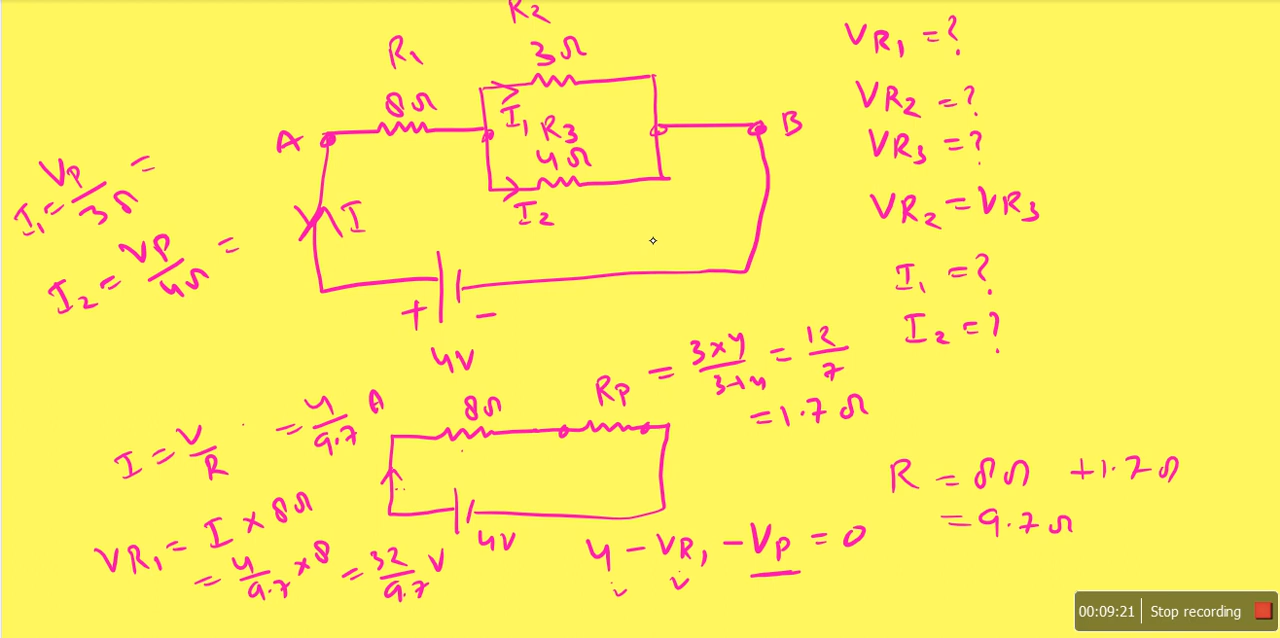 R2
R1
3Ω
8Ω
A
I1
R3
4Ω
I2
B
I
+ -
4V
I1 = VP/3Ω =
I2 = VP/4Ω =
VR1 = ?
VR2 = ?
VR3 = ?
VR2 = VR3
I1 = ?
I2 = ?
RP = 3×4/3+4 = 12/7
= 1.7Ω
8Ω
4V
I = V/R = 4/9.7 A
VR1 = I × 8Ω
= 4/9.7 × 8 = 32/9.7 V
4 - VR1 - VP = 0
R = 8Ω + 1.7Ω
= 9.7Ω
00:09:21 Stop recording